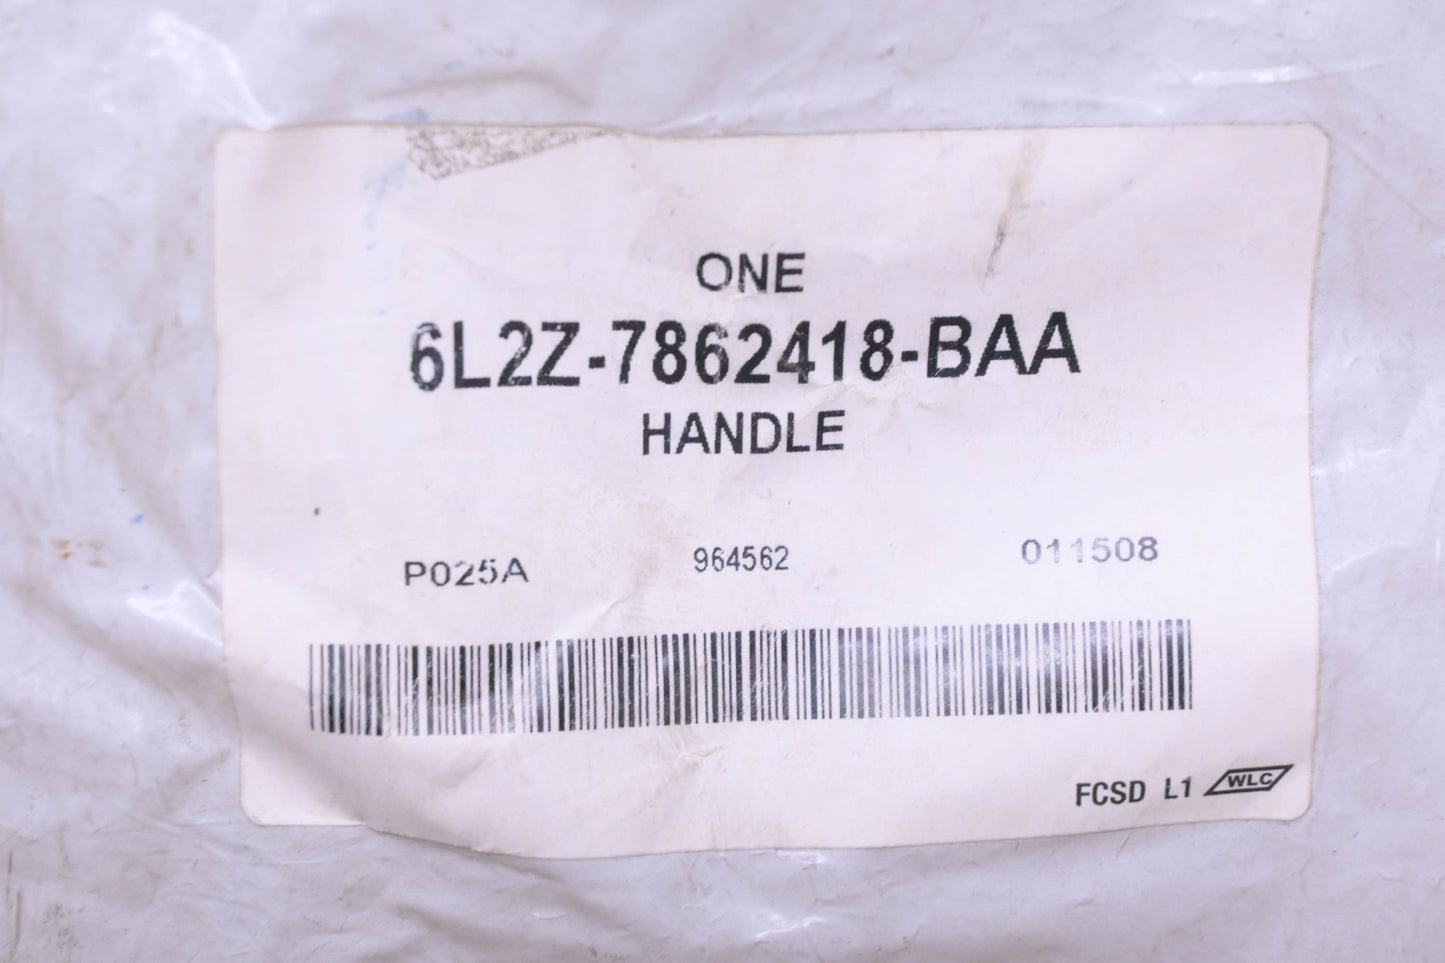 ONE
6L2Z-7862418-BAA
HANDLE
P025A 964562 011508
FCSD L1 WLC